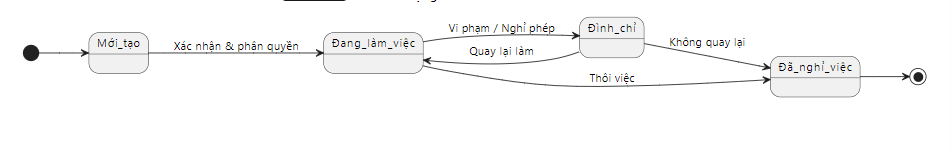 Mới_tạo
Xác nhận & phân quyền
Đang_làm_việc
Vi phạm / Nghỉ phép
Quay lại làm
Đình_chỉ
Không quay lại
Thôi việc
Đã_nghỉ_việc